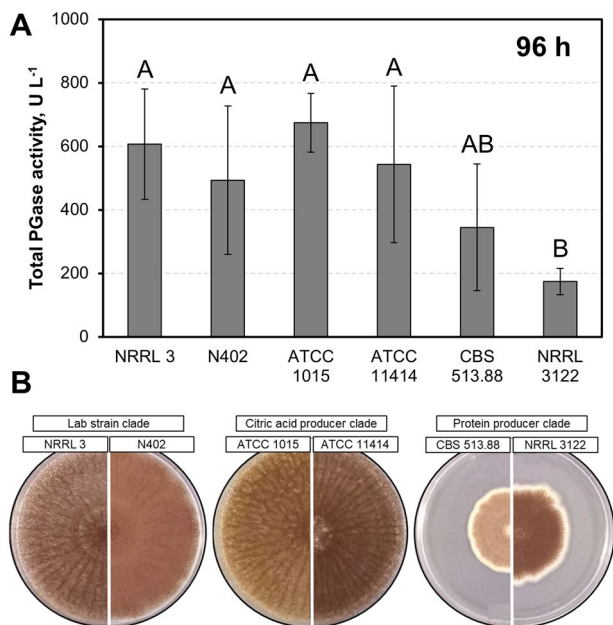 A
96 h
1000
800
600
400
200
0
Total PGase activity, U L-1
A
A
A
A
AB
B
NRRL 3
N402
ATCC
1015
ATCC
11414
CBS
513.88
NRRL
3122
B
Lab strain clade
NRRL 3
N402
Citric acid producer clade
ATCC 1015
ATCC 11414
Protein producer clade
CBS 513.88
NRRL 3122